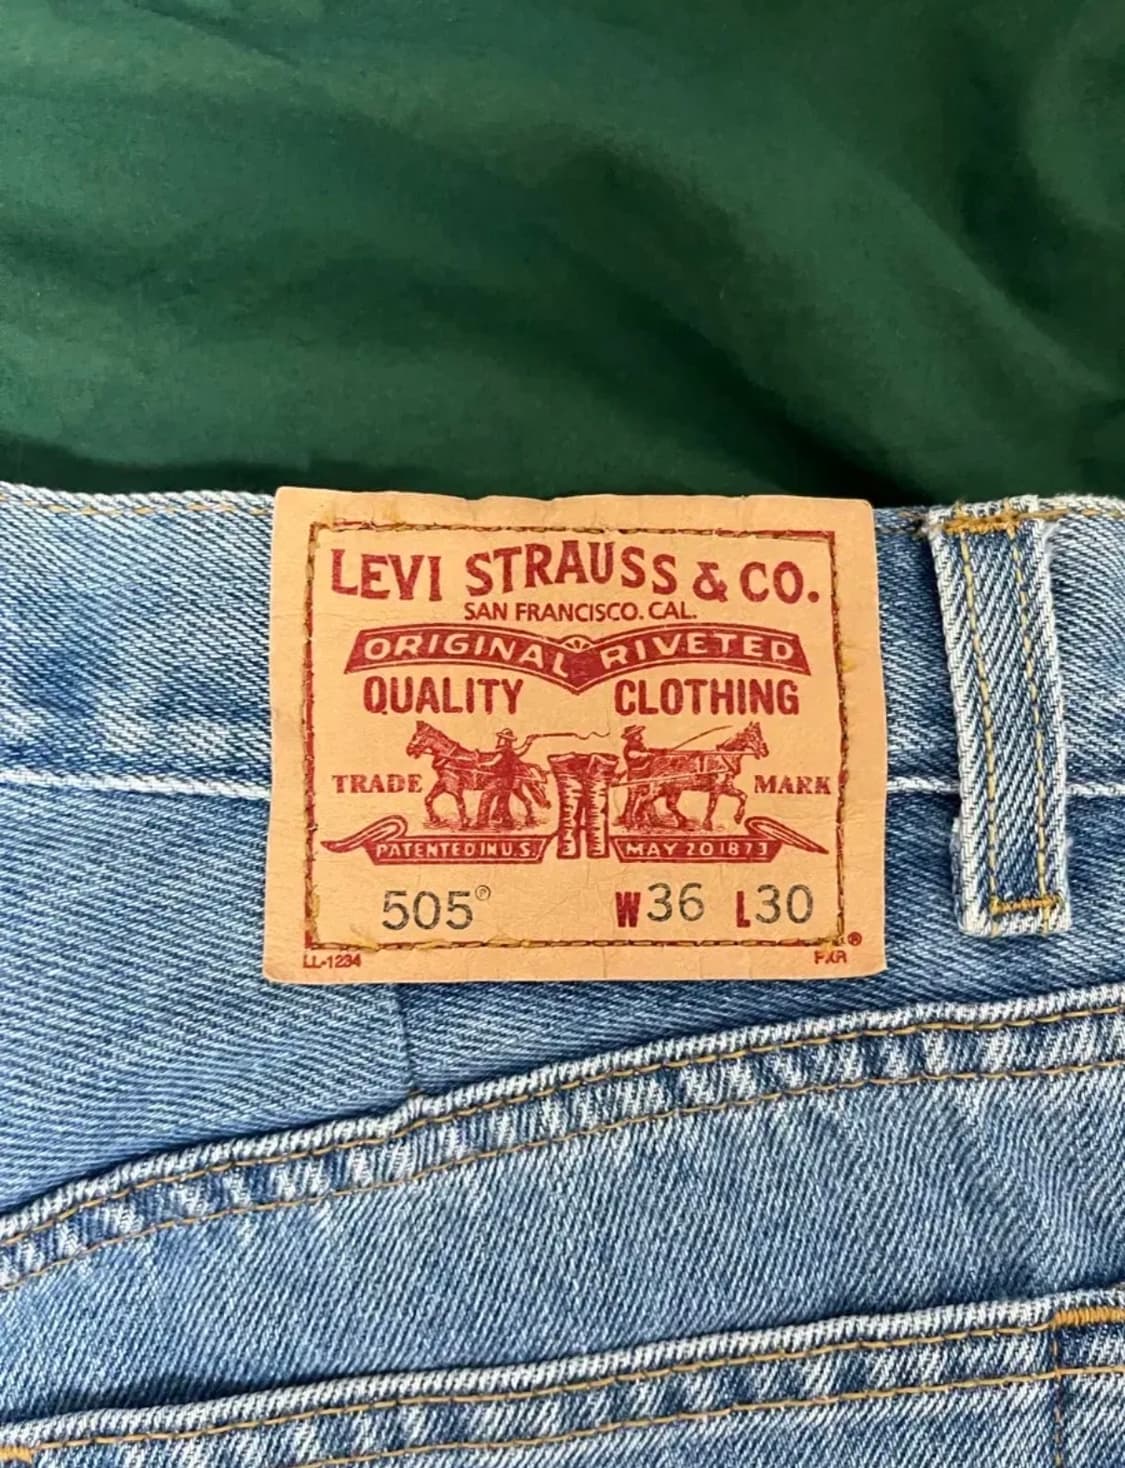 LEVI STRAUSS & CO.
SAN FRANCISCO. CAL.
ORIGINAL RIVETED
QUALITY CLOTHING
TRADE MARK
PATENTED IN U.S. MAY 20 1873
505® W36 L30
LL-1234 ®